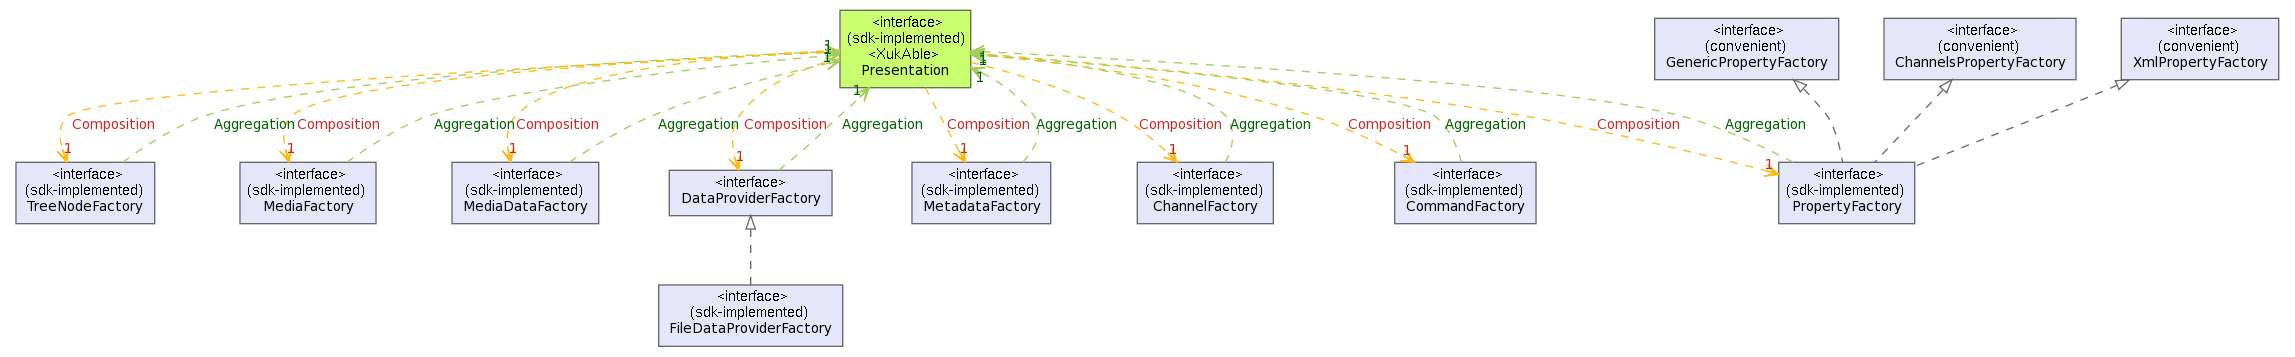 <interface>
(sdk-implemented)
<XukAble>
Presentation
<interface>
(convenient)
GenericPropertyFactory
<interface>
(convenient)
ChannelsPropertyFactory
<interface>
(convenient)
XmlPropertyFactory
1
1
1
1
1
1
1
1
Composition
Aggregation
Composition
Aggregation
Composition
Aggregation
Composition
Aggregation
Composition
Aggregation
Composition
Aggregation
Composition
Aggregation
Composition
Aggregation
1
1
1
1
1
1
1
1
<interface>
(sdk-implemented)
TreeNodeFactory
<interface>
(sdk-implemented)
MediaFactory
<interface>
(sdk-implemented)
MediaDataFactory
<interface>
DataProviderFactory
<interface>
(sdk-implemented)
MetadataFactory
<interface>
(sdk-implemented)
ChannelFactory
<interface>
(sdk-implemented)
CommandFactory
<interface>
(sdk-implemented)
PropertyFactory
<interface>
(sdk-implemented)
FileDataProviderFactory